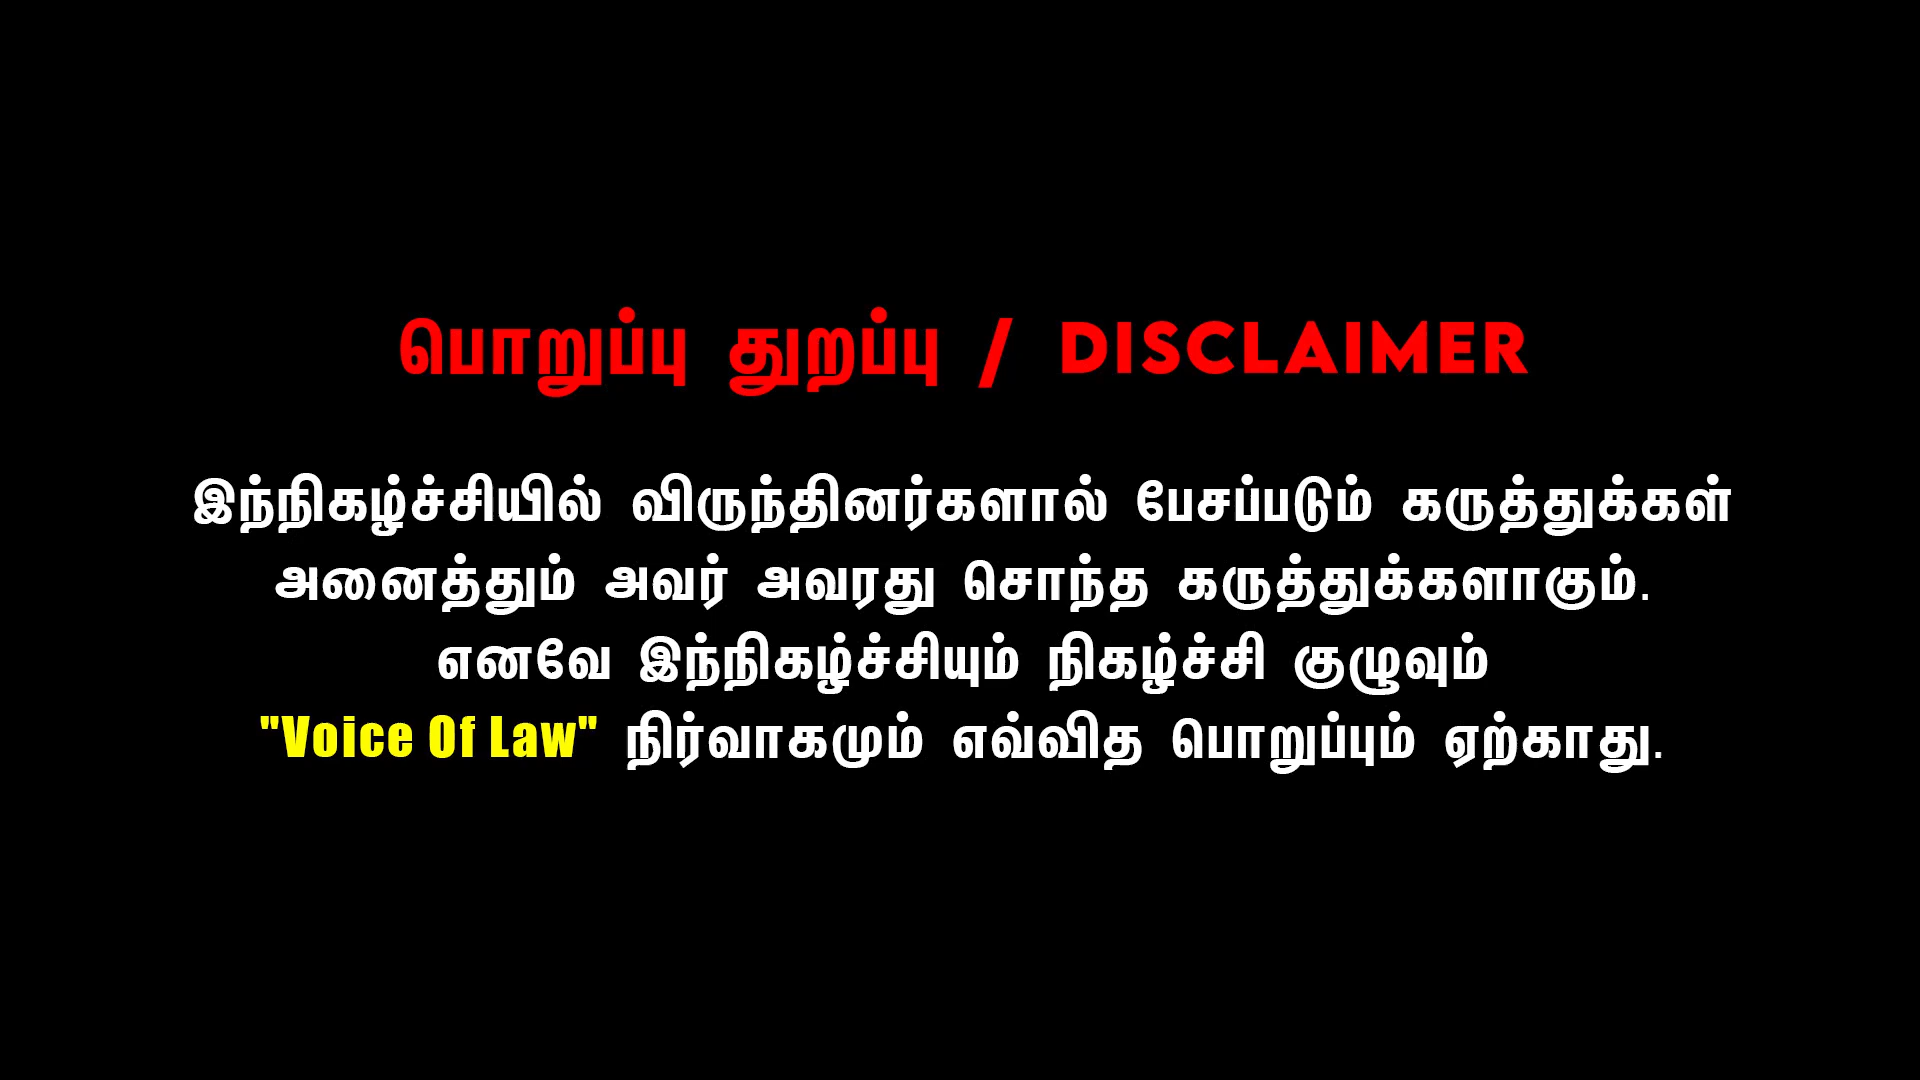 பொறுப்பு துறப்பு / DISCLAIMER
இந்நிகழ்ச்சியில் விருந்தினர்களால் பேசப்படும் கருத்துக்கள்
அனைத்தும் அவர் அவரது சொந்த கருத்துக்களாகும்.
எனவே இந்நிகழ்ச்சியும் நிகழ்ச்சி குழுவும்
"Voice Of Law" நிர்வாகமும் எவ்வித பொறுப்பும் ஏற்காது.